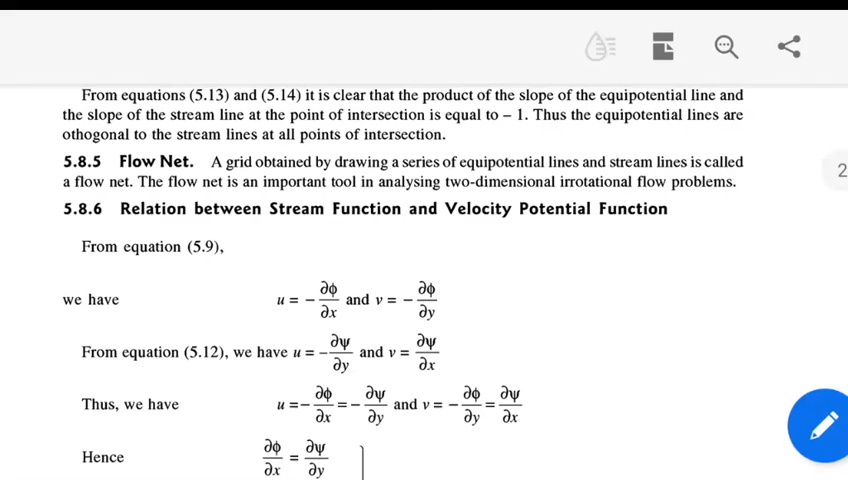 From equations (5.13) and (5.14) it is clear that the product of the slope of the equipotential line and
the slope of the stream line at the point of intersection is equal to – 1. Thus the equipotential lines are
othogonal to the stream lines at all points of intersection.
5.8.5 Flow Net. A grid obtained by drawing a series of equipotential lines and stream lines is called
a flow net. The flow net is an important tool in analysing two-dimensional irrotational flow problems.
2
5.8.6 Relation between Stream Function and Velocity Potential Function
From equation (5.9),
we have u = – ∂ϕ/∂x and v = – ∂ϕ/∂y
From equation (5.12), we have u = – ∂ψ/∂y and v = ∂ψ/∂x
Thus, we have u = – ∂ϕ/∂x = – ∂ψ/∂y and v = – ∂ϕ/∂y = ∂ψ/∂x
Hence ∂ϕ/∂x = ∂ψ/∂y